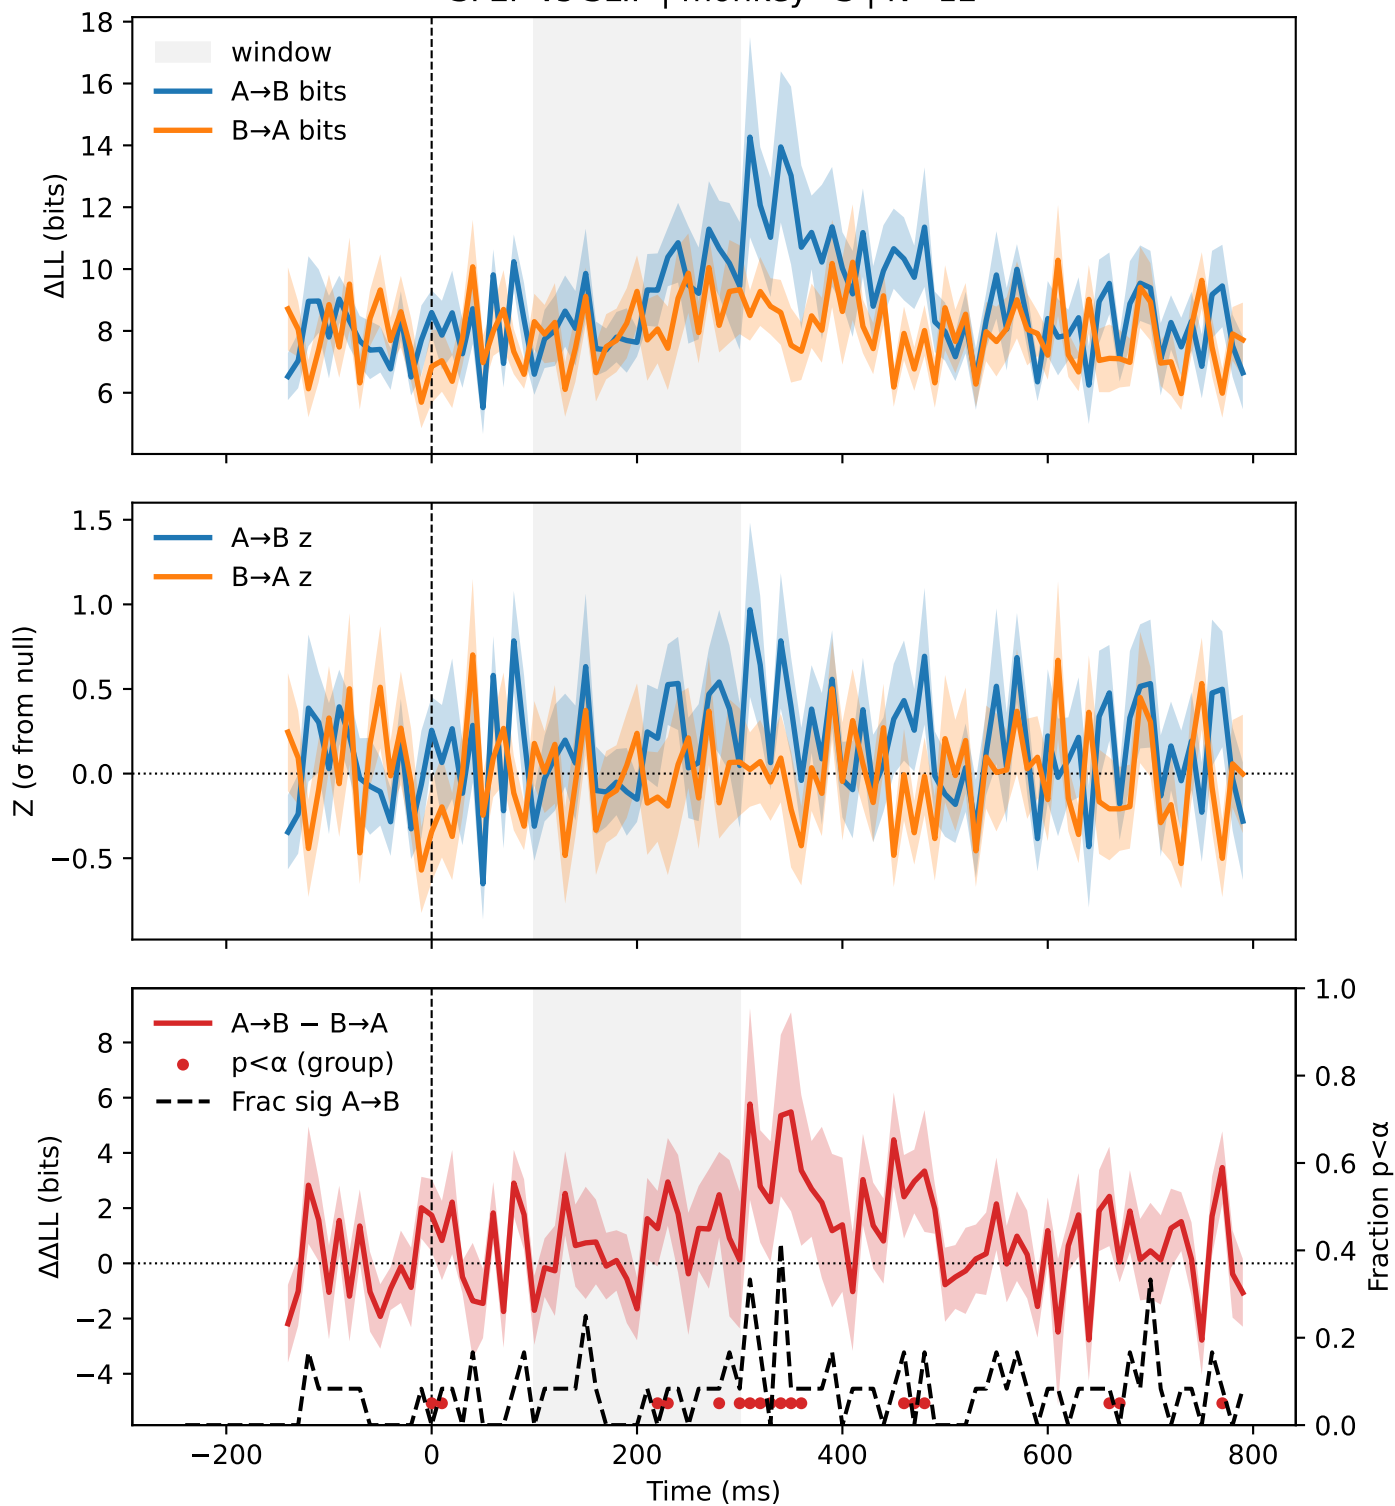 18
16
14
12
10
8
6
ΔLL (bits)
window
A→B bits
B→A bits
1.5
1.0
0.5
0.0
−0.5
Z (σ from null)
A→B z
B→A z
8
6
4
2
0
−2
−4
ΔΔLL (bits)
A→B − B→A
p<α (group)
Frac sig A→B
1.0
0.8
0.6
0.4
0.2
0.0
Fraction p<α
−200
0
200
400
600
800
Time (ms)